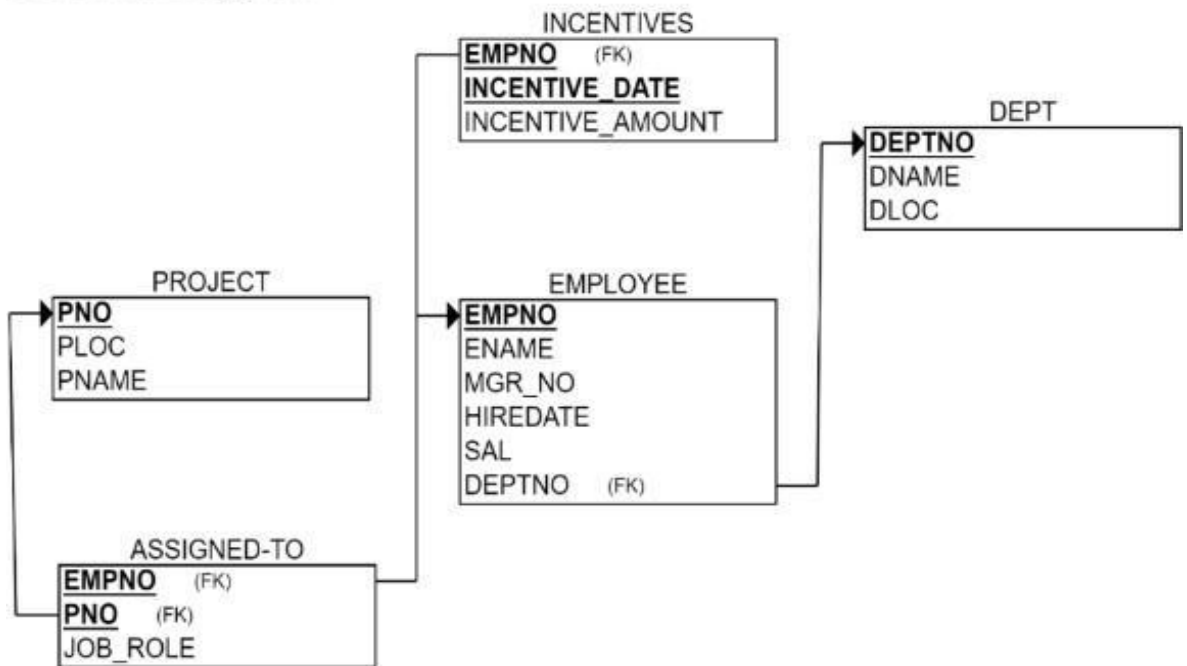 INCENTIVES
EMPNO (FK)
INCENTIVE_DATE
INCENTIVE_AMOUNT
DEPT
DEPTNO
DNAME
DLOC
PROJECT
PNO
PLOC
PNAME
EMPLOYEE
EMPNO
ENAME
MGR_NO
HIREDATE
SAL
DEPTNO (FK)
ASSIGNED-TO
EMPNO (FK)
PNO (FK)
JOB_ROLE